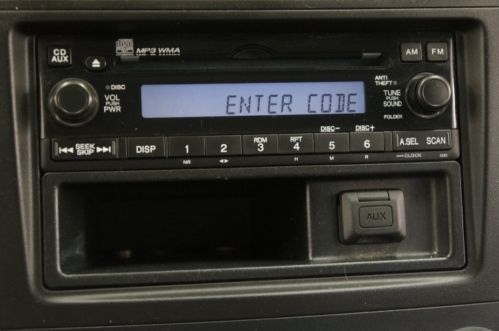 CD
AUX
MP3 WMA
AM
FM
DISC
ANTI
THEFT
VOL
PUSH
PWR
ENTER CODE
TUNE
PUSH
SOUND
FOLDER
SEEK
SKIP
DISP
1
2
RDM
3
RPT
4
DISC-
5
DISC+
6
A.SEL
SCAN
NR
H
M
R
CLOCK
AUX